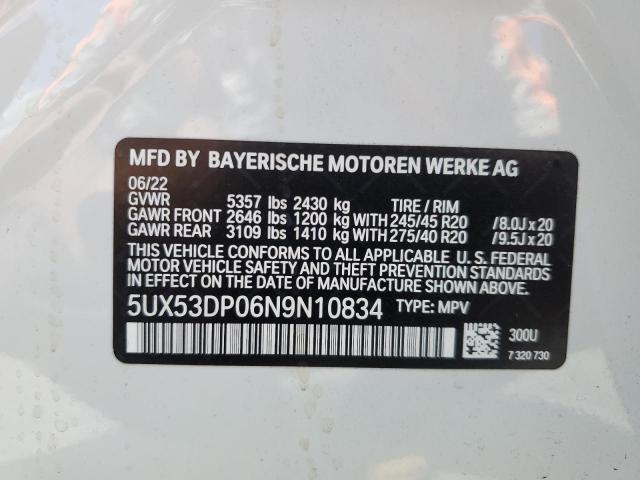 MFD BY BAYERISCHE MOTOREN WERKE AG
06/22
GVWR 5357 lbs 2430 kg TIRE / RIM
GAWR FRONT 2646 lbs 1200 kg WITH 245/45 R20 /8.0J x 20
GAWR REAR 3109 lbs 1410 kg WITH 275/40 R20 /9.5J x 20
THIS VEHICLE CONFORMS TO ALL APPLICABLE U. S. FEDERAL
MOTOR VEHICLE SAFETY AND THEFT PREVENTION STANDARDS
IN EFFECT ON THE DATE OF MANUFACTURE SHOWN ABOVE.
5UX53DP06N9N10834 TYPE: MPV
300U
7 320 730